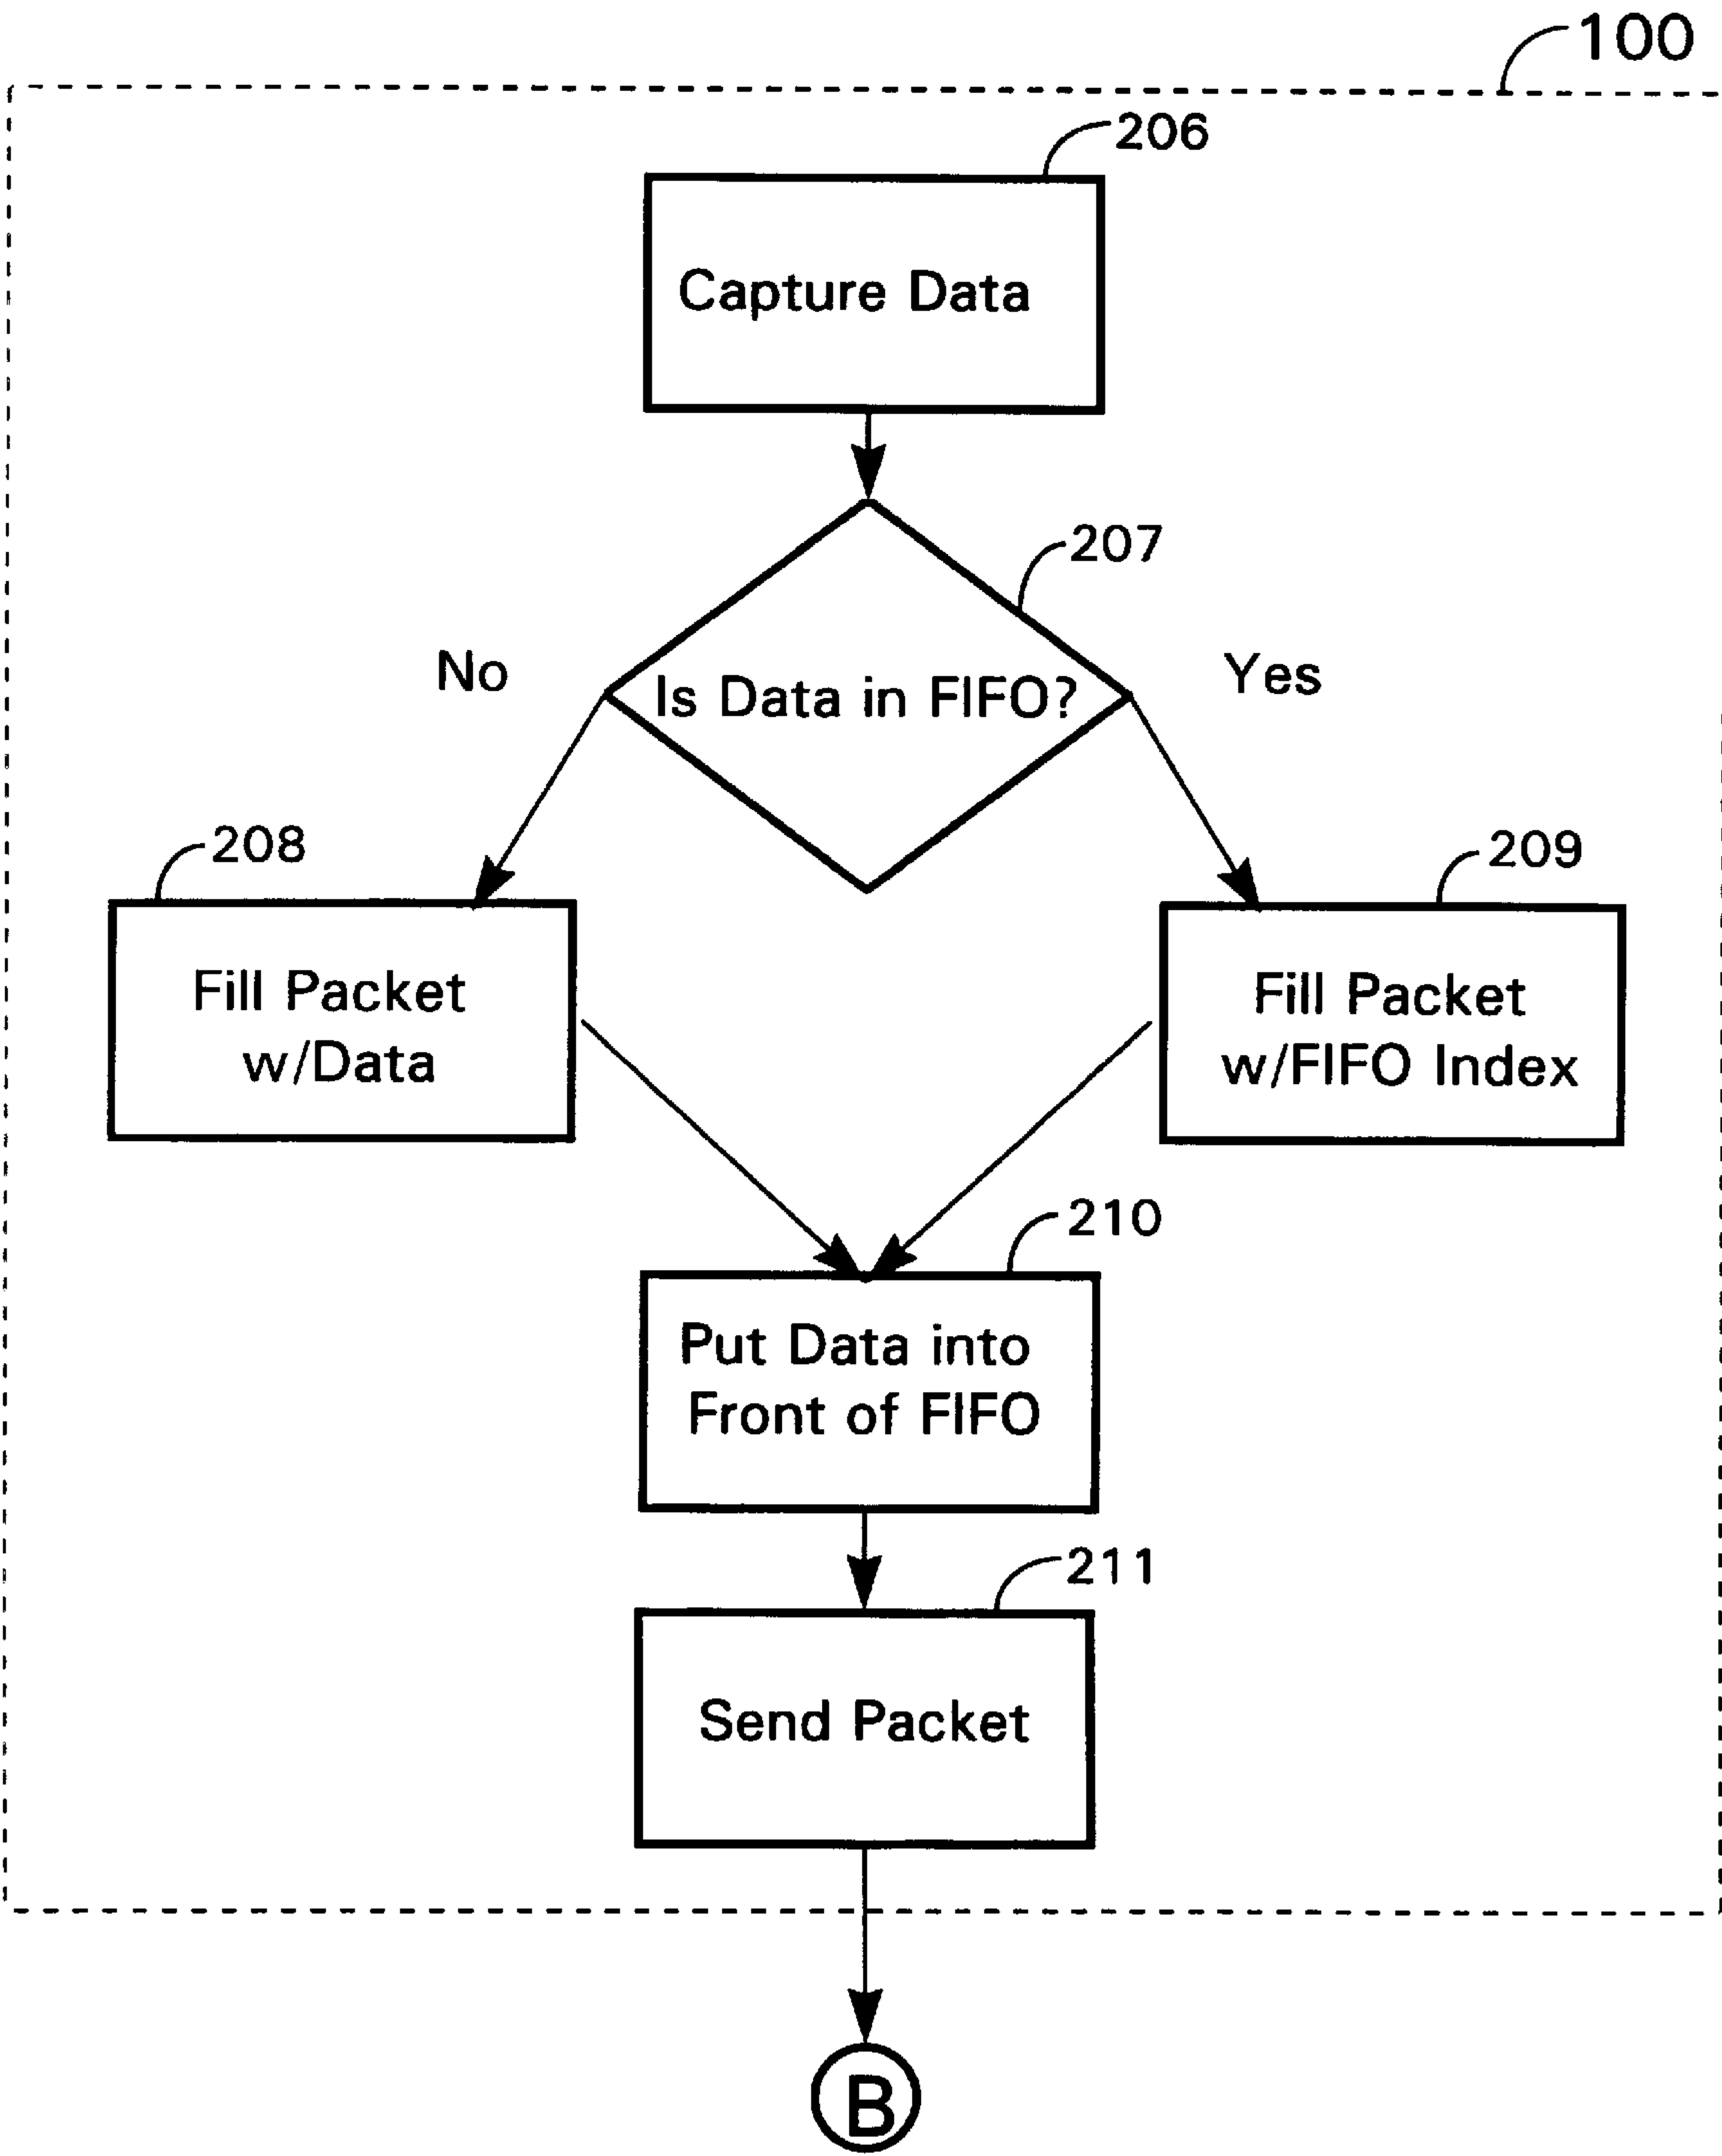 100
206
Capture Data
207
No
Is Data in FIFO?
Yes
208
209
Fill Packet
w/Data
Fill Packet
w/FIFO Index
210
Put Data into
Front of FIFO
211
Send Packet
B